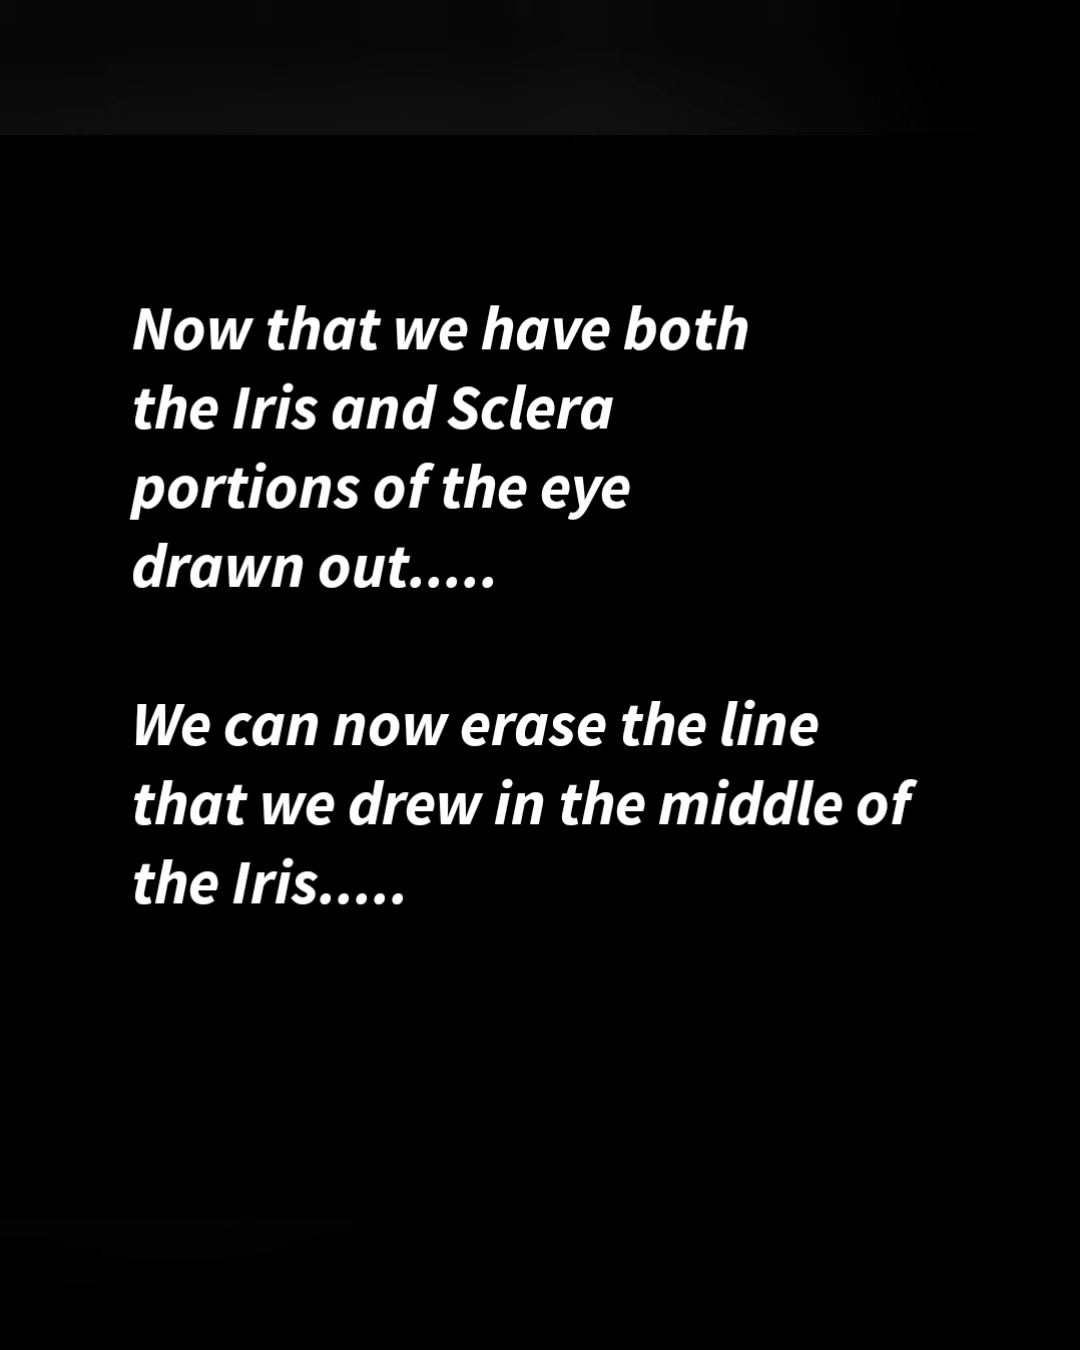 Now that we have both
the Iris and Sclera
portions of the eye
drawn out.....
We can now erase the line
that we drew in the middle of
the Iris.....